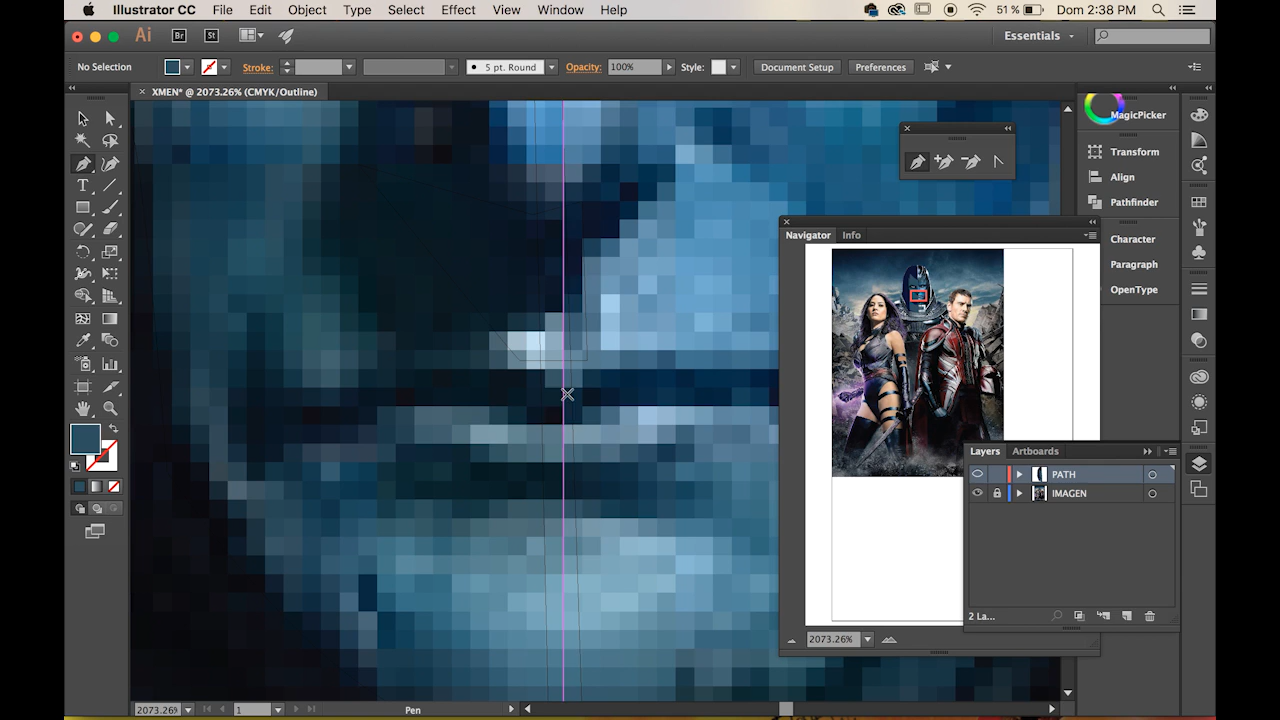 Illustrator CC File Edit Object Type Select Effect View Window Help 51 % Dom 2:38 PM
Ai Br St Essentials
No Selection Stroke: 5 pt. Round Opacity: 100% Style: Document Setup Preferences
× XMEN* @ 2073.26% (CMYK/Outline)
MagicPicker
Transform
Align
Pathfinder
Character
Paragraph
OpenType
Navigator Info
Layers Artboards
PATH
IMAGEN
2 La...
2073.26%
2073.269 1 Pen